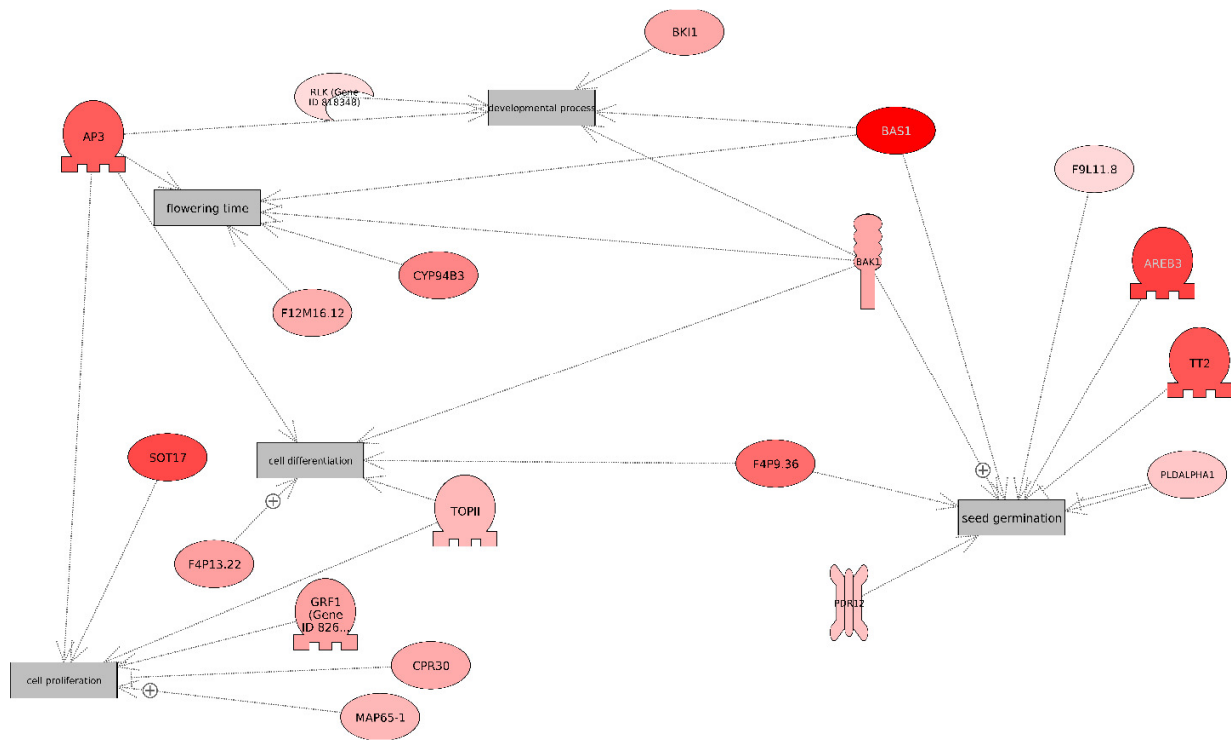 BKI1
RLK (Gene
ID 818348)
developmental process
AP3
BAS1
F9L11.8
flowering time
BAK1
AREB3
CYP94B3
F12M16.12
TT2
SOT17
cell differentiation
F4P9.36
PLDALPHA1
TOPII
seed germination
F4P13.22
GRF1
(Gene
ID 826...
PDR12
CPR30
cell proliferation
MAP65-1